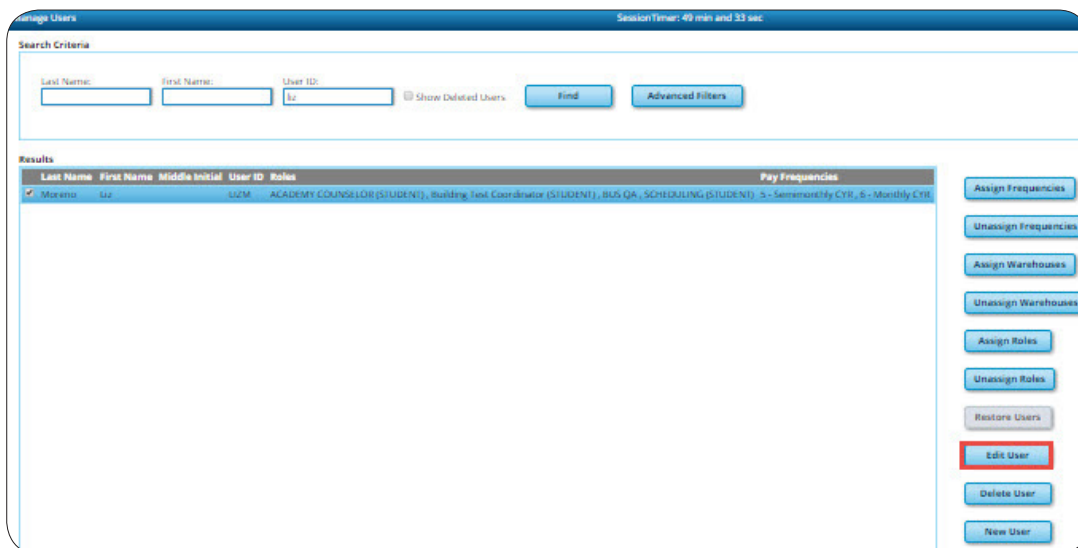 Manage Users SessionTimer: 49 min and 33 sec
Search Criteria
Last Name: First Name: User ID:
liz Show Deleted Users Find Advanced Filters
Results
Last Name First Name Middle Initial User ID Roles Pay Frequencies
Moreno Liz LIZM ACADEMY COUNSELOR (STUDENT) , Building Test Coordinator (STUDENT) , BUS QA , SCHEDULING (STUDENT) 5 - Semimonthly CYR , 6 - Monthly CYR
Assign Frequencies
Unassign Frequencies
Assign Warehouses
Unassign Warehouses
Assign Roles
Unassign Roles
Restore Users
Edit User
Delete User
New User